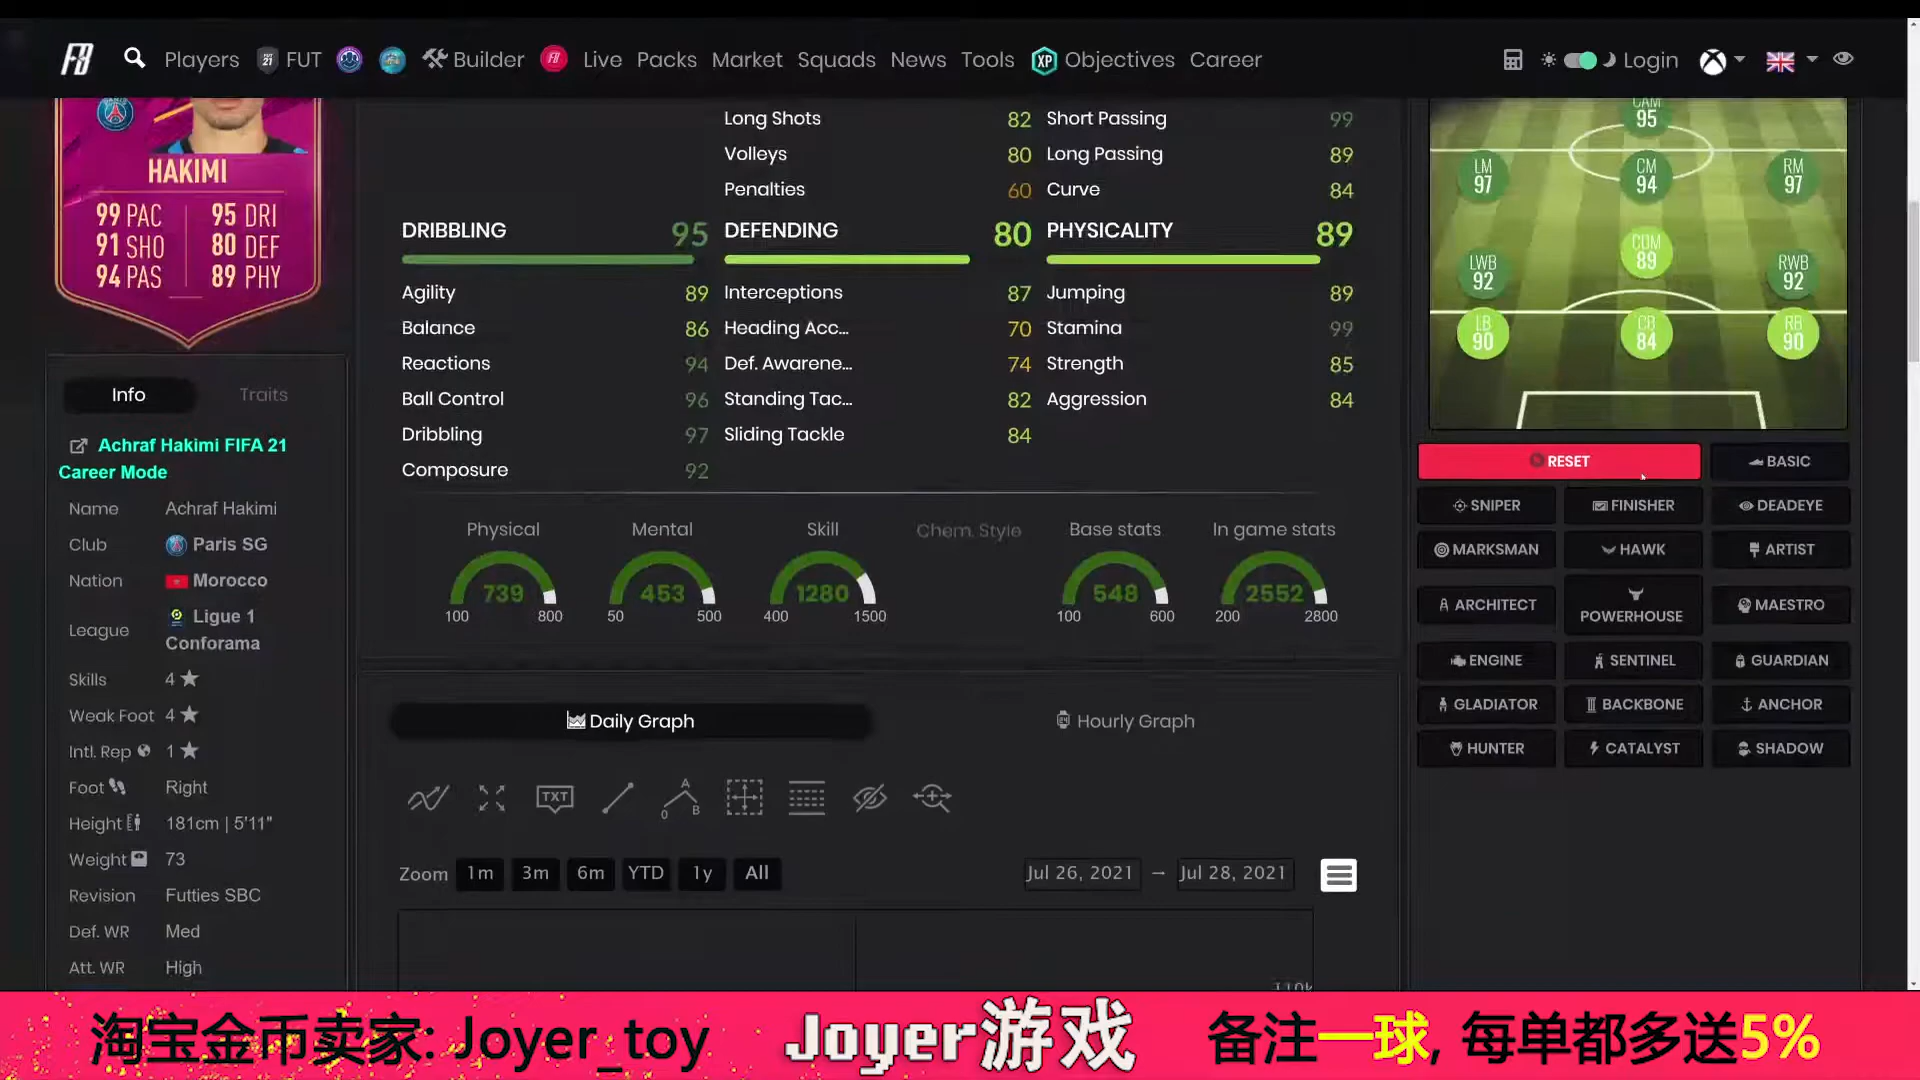 FB Players FUT Builder Live Packs Market Squads News Tools XP Objectives Career Login
HAKIMI
99 PAC 95 DRI
91 SHO 80 DEF
94 PAS 89 PHY
Info Traits
Achraf Hakimi FIFA 21
Career Mode
Name Achraf Hakimi
Club Paris SG
Nation Morocco
League Ligue 1
Conforama
Skills 4
Weak Foot 4
Intl. Rep 1
Foot Right
Height 181cm | 5'11"
Weight 73
Revision Futties SBC
Def. WR Med
Att. WR High
Long Shots 82 Short Passing 99
Volleys 80 Long Passing 89
Penalties 60 Curve 84
DRIBBLING 95 DEFENDING 80 PHYSICALITY 89
Agility 89 Interceptions 87 Jumping 89
Balance 86 Heading Acc... 70 Stamina 99
Reactions 94 Def. Awarene... 74 Strength 85
Ball Control 96 Standing Tac... 82 Aggression 84
Dribbling 97 Sliding Tackle 84
Composure 92
Physical Mental Skill Chem. Style Base stats In game stats
739 453 1280 548 2552
100 800 50 500 400 1500 100 600 200 2800
Daily Graph Hourly Graph
TXT
Zoom 1m 3m 6m YTD 1y All Jul 26, 2021 → Jul 28, 2021
CAM
95
LM CM RM
97 94 97
CDM
89
LWB RWB
92 92
LB CB RB
90 84 90
RESET BASIC
SNIPER FINISHER DEADEYE
MARKSMAN HAWK ARTIST
ARCHITECT POWERHOUSE MAESTRO
ENGINE SENTINEL GUARDIAN
GLADIATOR BACKBONE ANCHOR
HUNTER CATALYST SHADOW
淘宝金币卖家: Joyer_toy Joyer游戏 备注一球, 每单都多送5%